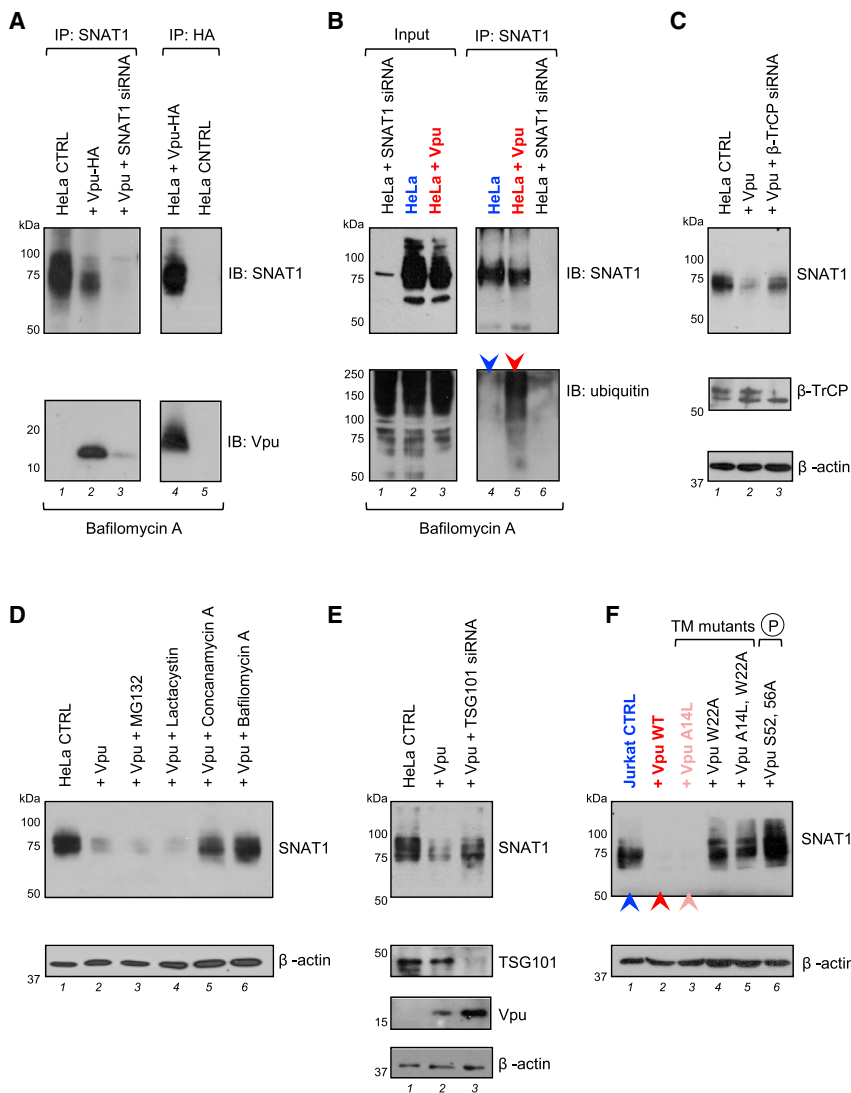 A
IP: SNAT1
IP: HA
HeLa CTRL
+ Vpu-HA
+ Vpu + SNAT1 siRNA
HeLa + Vpu-HA
HeLa CNTRL
kDa
100
75
50
IB: SNAT1
20
10
IB: Vpu
1 2 3 4 5
Bafilomycin A
B
Input
IP: SNAT1
HeLa + SNAT1 siRNA
HeLa
HeLa + Vpu
HeLa
HeLa + Vpu
HeLa + SNAT1 siRNA
kDa
100
75
50
IB: SNAT1
250
150
100
75
50
IB: ubiquitin
1 2 3 4 5 6
Bafilomycin A
C
HeLa CTRL
+ Vpu
+ Vpu + β-TrCP siRNA
kDa
100
75
50
SNAT1
50
β-TrCP
37
β -actin
1 2 3
D
HeLa CTRL
+ Vpu
+ Vpu + MG132
+ Vpu + Lactacystin
+ Vpu + Concanamycin A
+ Vpu + Bafilomycin A
kDa
100
75
50
SNAT1
37
β -actin
1 2 3 4 5 6
E
HeLa CTRL
+ Vpu
+ Vpu + TSG101 siRNA
kDa
100
75
50
SNAT1
50
TSG101
15
Vpu
37
β -actin
1 2 3
F
TM mutants
P
Jurkat CTRL
+ Vpu WT
+ Vpu A14L
+ Vpu W22A
+ Vpu A14L, W22A
+Vpu S52, 56A
kDa
100
75
50
SNAT1
37
β -actin
1 2 3 4 5 6